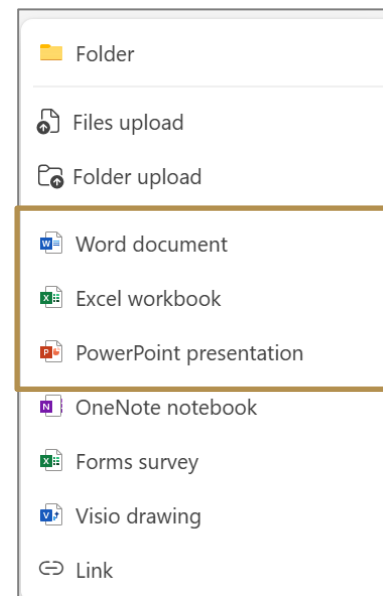 Folder
Files upload
Folder upload
Word document
Excel workbook
PowerPoint presentation
OneNote notebook
Forms survey
Visio drawing
Link